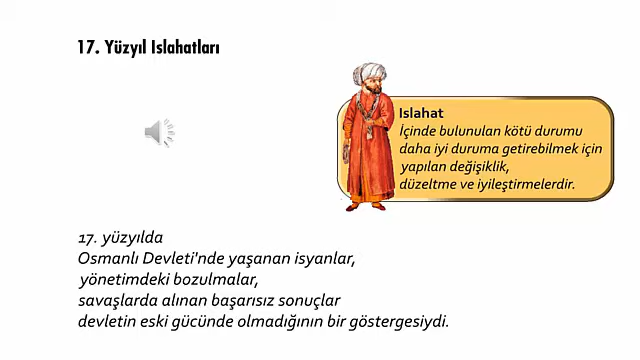 17. Yüzyıl Islahatları
Islahat
İçinde bulunulan kötü durumu
daha iyi duruma getirebilmek için
yapılan değişiklik,
düzeltme ve iyileştirmelerdir.
17. yüzyılda
Osmanlı Devleti'nde yaşanan isyanlar,
yönetimdeki bozulmalar,
savaşlarda alınan başarısız sonuçlar
devletin eski gücünde olmadığının bir göstergesiydi.